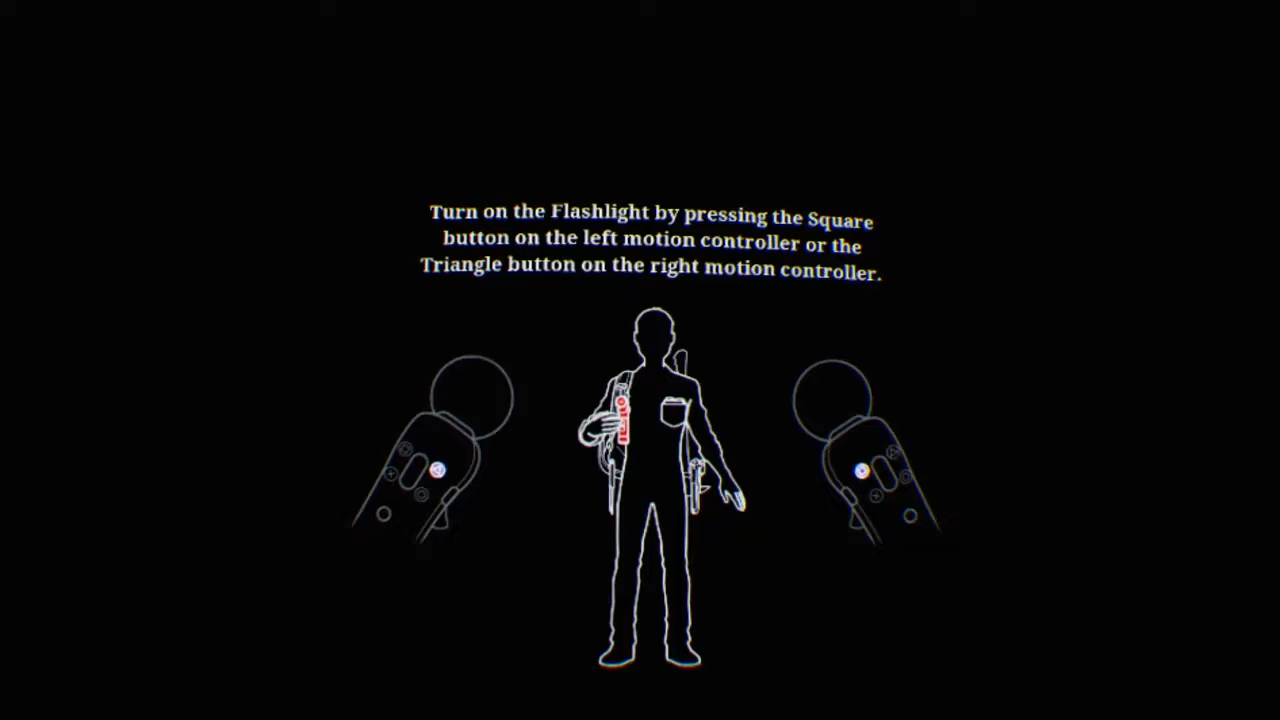 Turn on the Flashlight by pressing the Square
button on the left motion controller or the
Triangle button on the right motion controller.